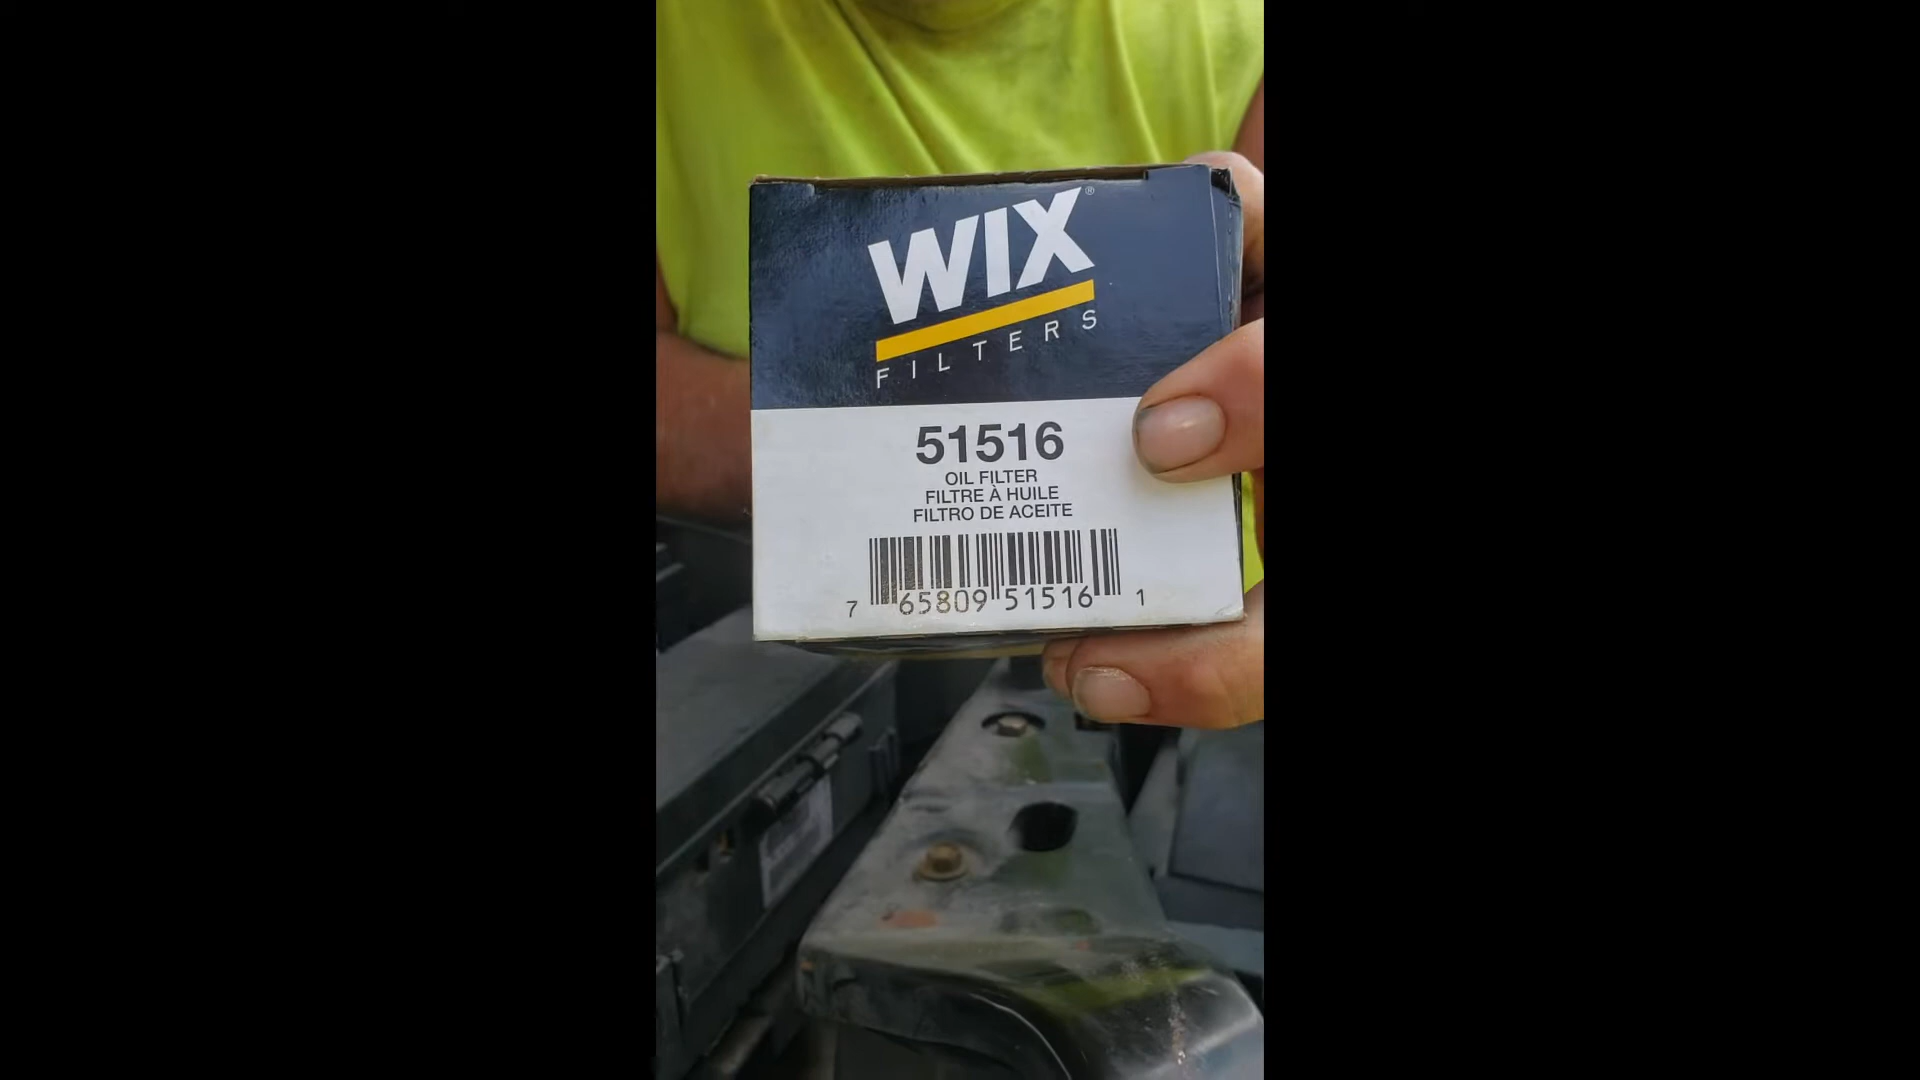 WIX®
FILTERS
51516
OIL FILTER
FILTRE À HUILE
FILTRO DE ACEITE
7 65809 51516 1